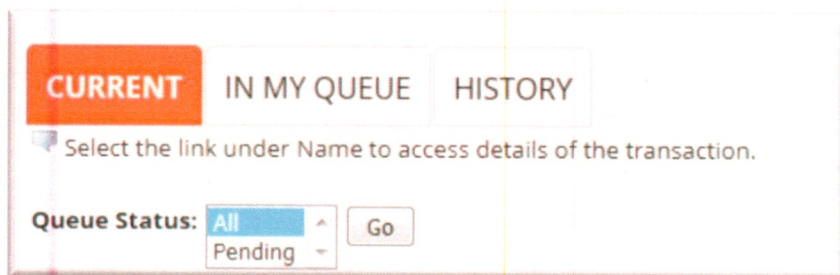 CURRENT IN MY QUEUE HISTORY
Select the link under Name to access details of the transaction.
Queue Status: All Go
Pending